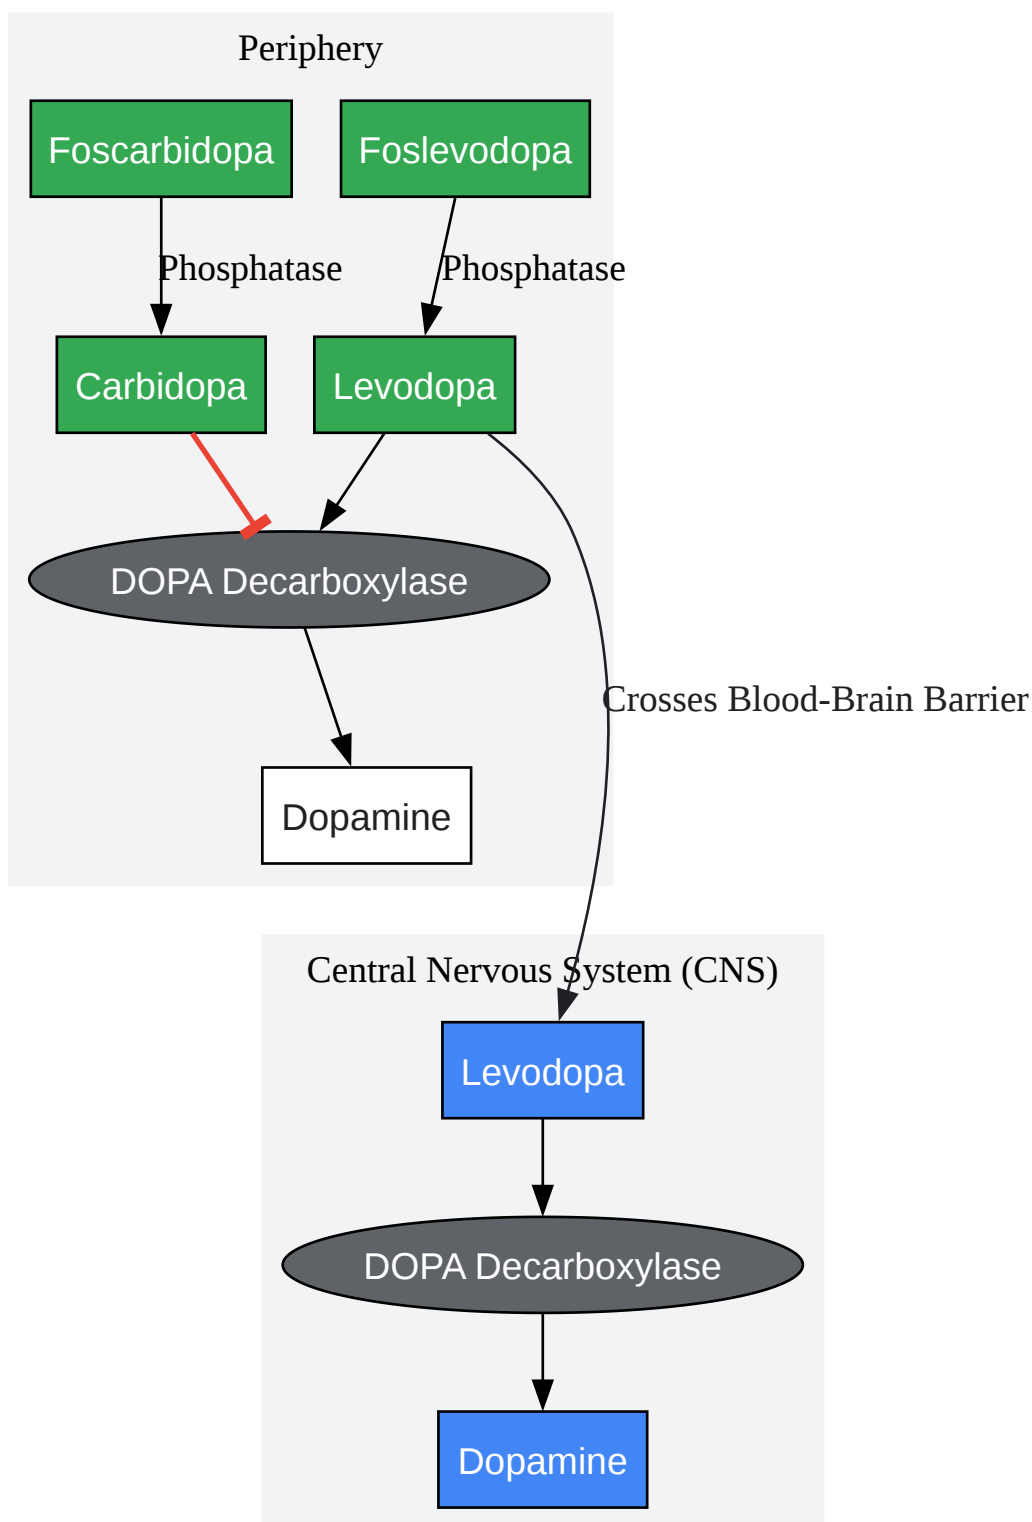 Periphery
Foscarbidopa
Foslevodopa
Phosphatase
Phosphatase
Carbidopa
Levodopa
DOPA Decarboxylase
Crosses Blood-Brain Barrier
Dopamine
Central Nervous System (CNS)
Levodopa
DOPA Decarboxylase
Dopamine